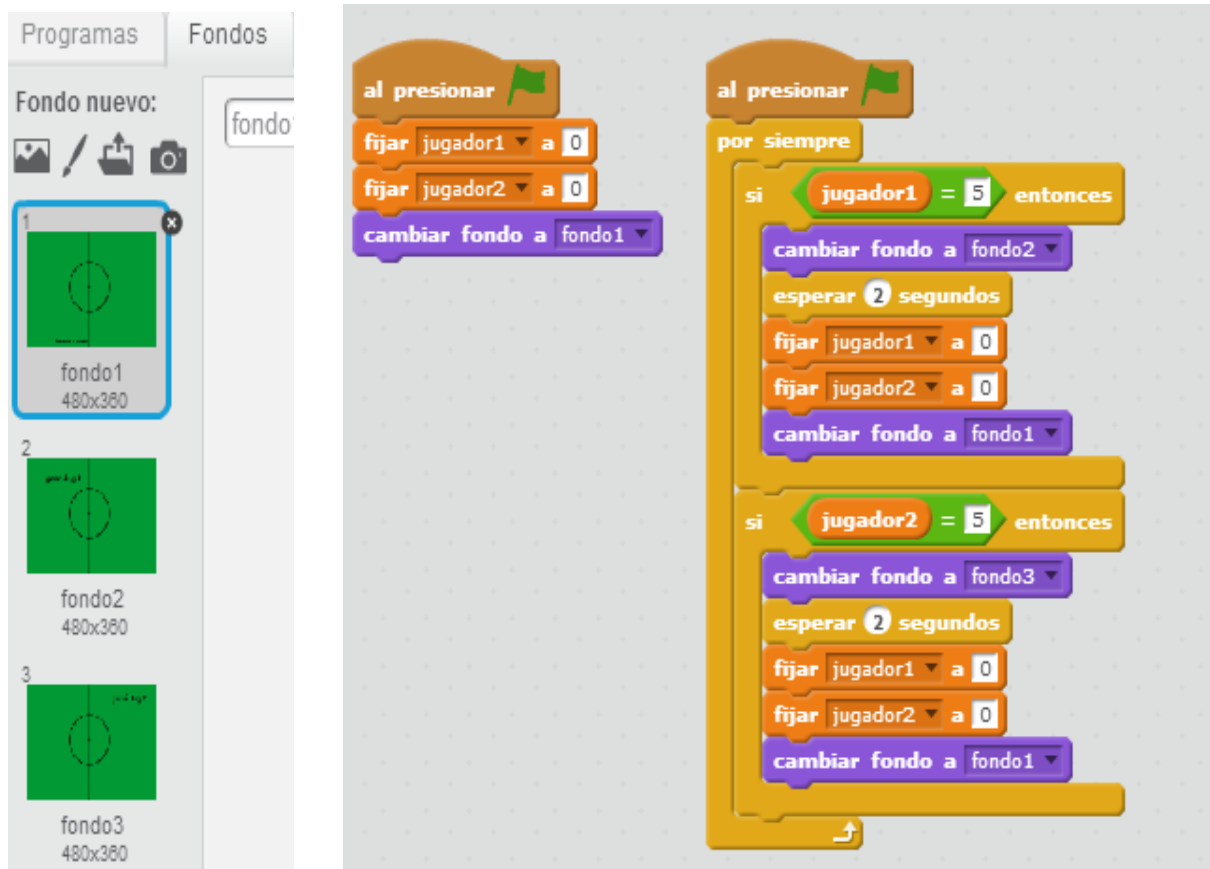 Programas
Fondos
Fondo nuevo:
fondo
1
fondo1
480x360
2
fondo2
480x360
3
fondo3
480x360
al presionar
fijar jugador1 a 0
fijar jugador2 a 0
cambiar fondo a fondo1
al presionar
por siempre
si jugador1 = 5 entonces
cambiar fondo a fondo2
esperar 2 segundos
fijar jugador1 a 0
fijar jugador2 a 0
cambiar fondo a fondo1
si jugador2 = 5 entonces
cambiar fondo a fondo3
esperar 2 segundos
fijar jugador1 a 0
fijar jugador2 a 0
cambiar fondo a fondo1